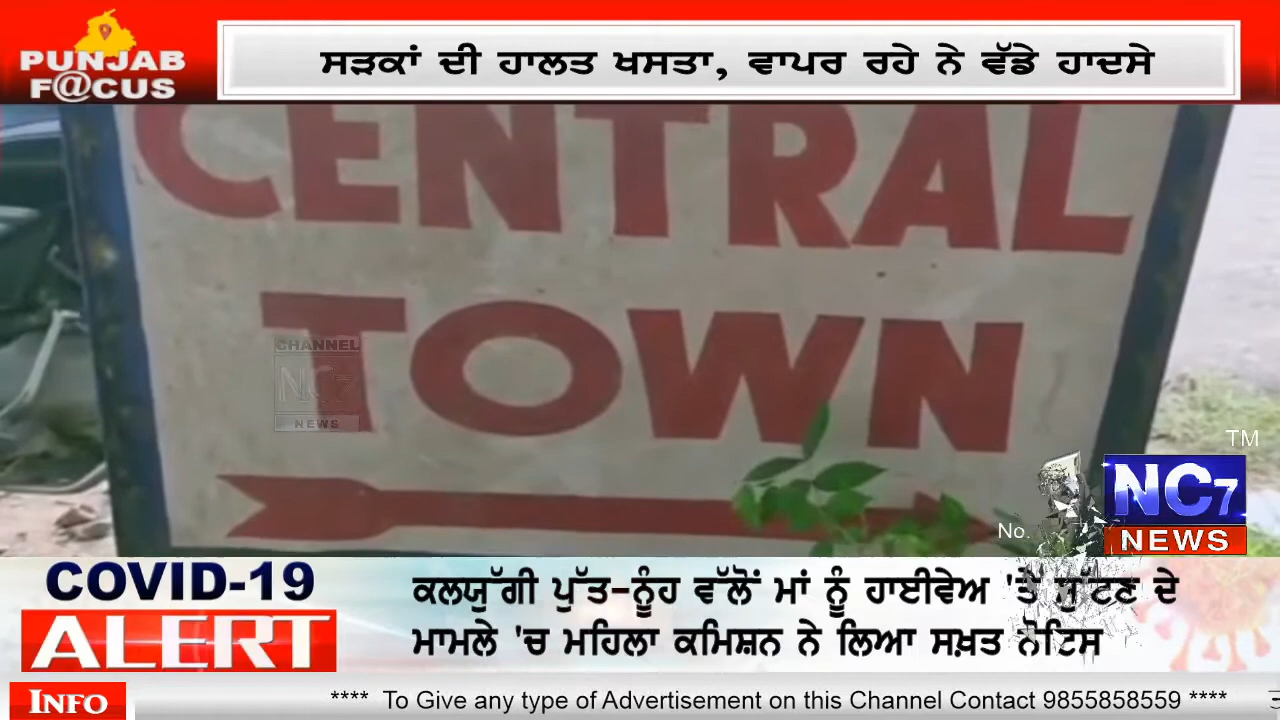 PUNJAB
F@CUS
ਸੜਕਾਂ ਦੀ ਹਾਲਤ ਖਸਤਾ, ਵਾਪਰ ਰਹੇ ਨੇ ਵੱਡੇ ਹਾਦਸੇ
CENTRAL
TOWN
CHANNEL
NC7
NEWS
TM
No.
NC7
NEWS
COVID-19
ALERT
ਕਲਯੁੱਗੀ ਪੁੱਤ-ਨੂੰਹ ਵੱਲੋਂ ਮਾਂ ਨੂੰ ਹਾਈਵੇਅ 'ਤੇ ਸੁੱਟਣ ਦੇ
ਮਾਮਲੇ 'ਚ ਮਹਿਲਾ ਕਮਿਸ਼ਨ ਨੇ ਲਿਆ ਸਖ਼ਤ ਨੋਟਿਸ
INFO
**** To Give any type of Advertisement on this Channel Contact 9855858559 ****